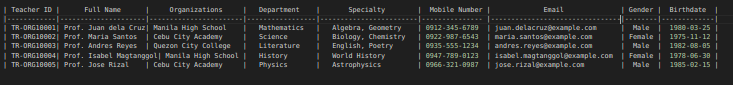 | Teacher ID | Full Name | Organizations | Department | Specialty | Mobile Number | Email | Gender | Birthdate |
| TR-ORG10001| Prof. Juan dela Cruz| Manila High School | Mathematics | Algebra, Geometry | 0912-345-6789 | juan.delacruz@example.com | Male | 1980-03-25 |
| TR-ORG10002| Prof. Maria Santos | Cebu City Academy | Science | Biology, Chemistry | 0922-987-6543 | maria.santos@example.com | Female | 1975-11-12 |
| TR-ORG10003| Prof. Andres Reyes | Quezon City College | Literature | English, Poetry | 0935-555-1234 | andres.reyes@example.com | Male | 1982-08-05 |
| TR-ORG10004| Prof. Isabel Magtanggol| Manila High School | History | World History | 0947-789-0123 | isabel.magtanggol@example.com | Female | 1978-06-30 |
| TR-ORG10005| Prof. Jose Rizal | Cebu City Academy | Physics | Astrophysics | 0966-321-0987 | jose.rizal@example.com | Male | 1985-02-15 |